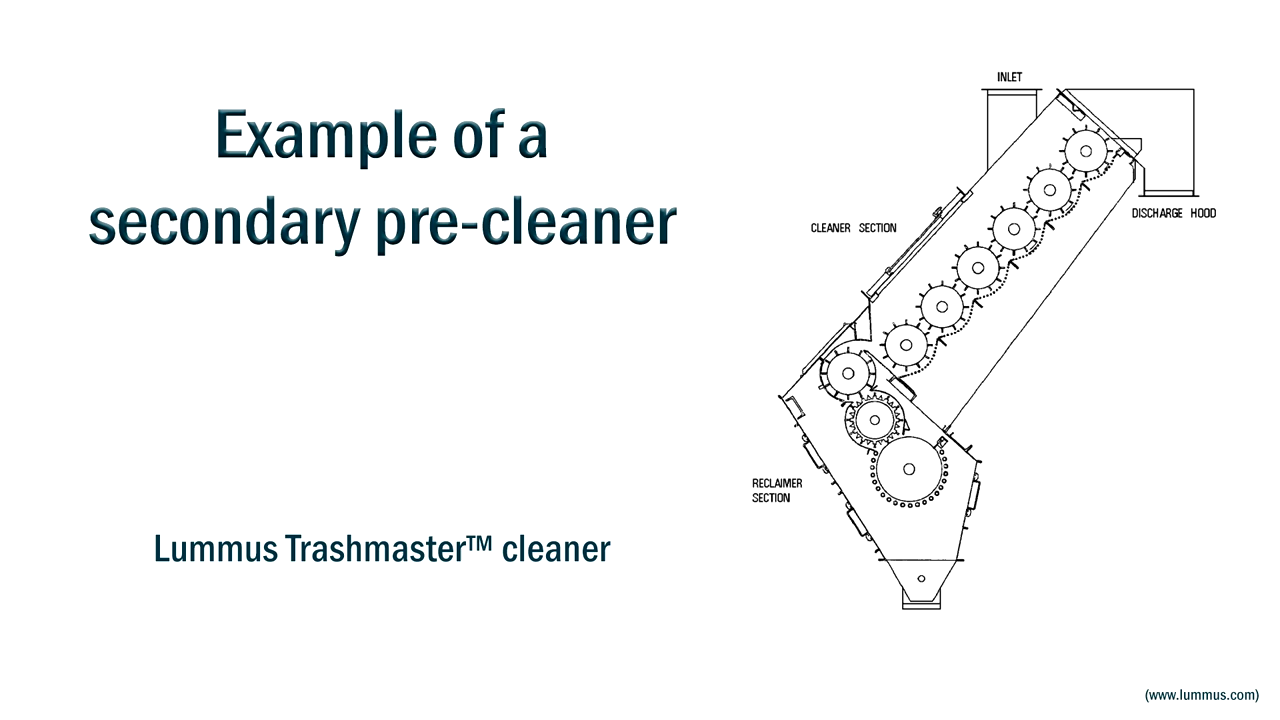 Example of a
secondary pre-cleaner
Lummus Trashmaster™ cleaner
INLET
DISCHARGE HOOD
CLEANER SECTION
RECLAIMER
SECTION
(www.lummus.com)